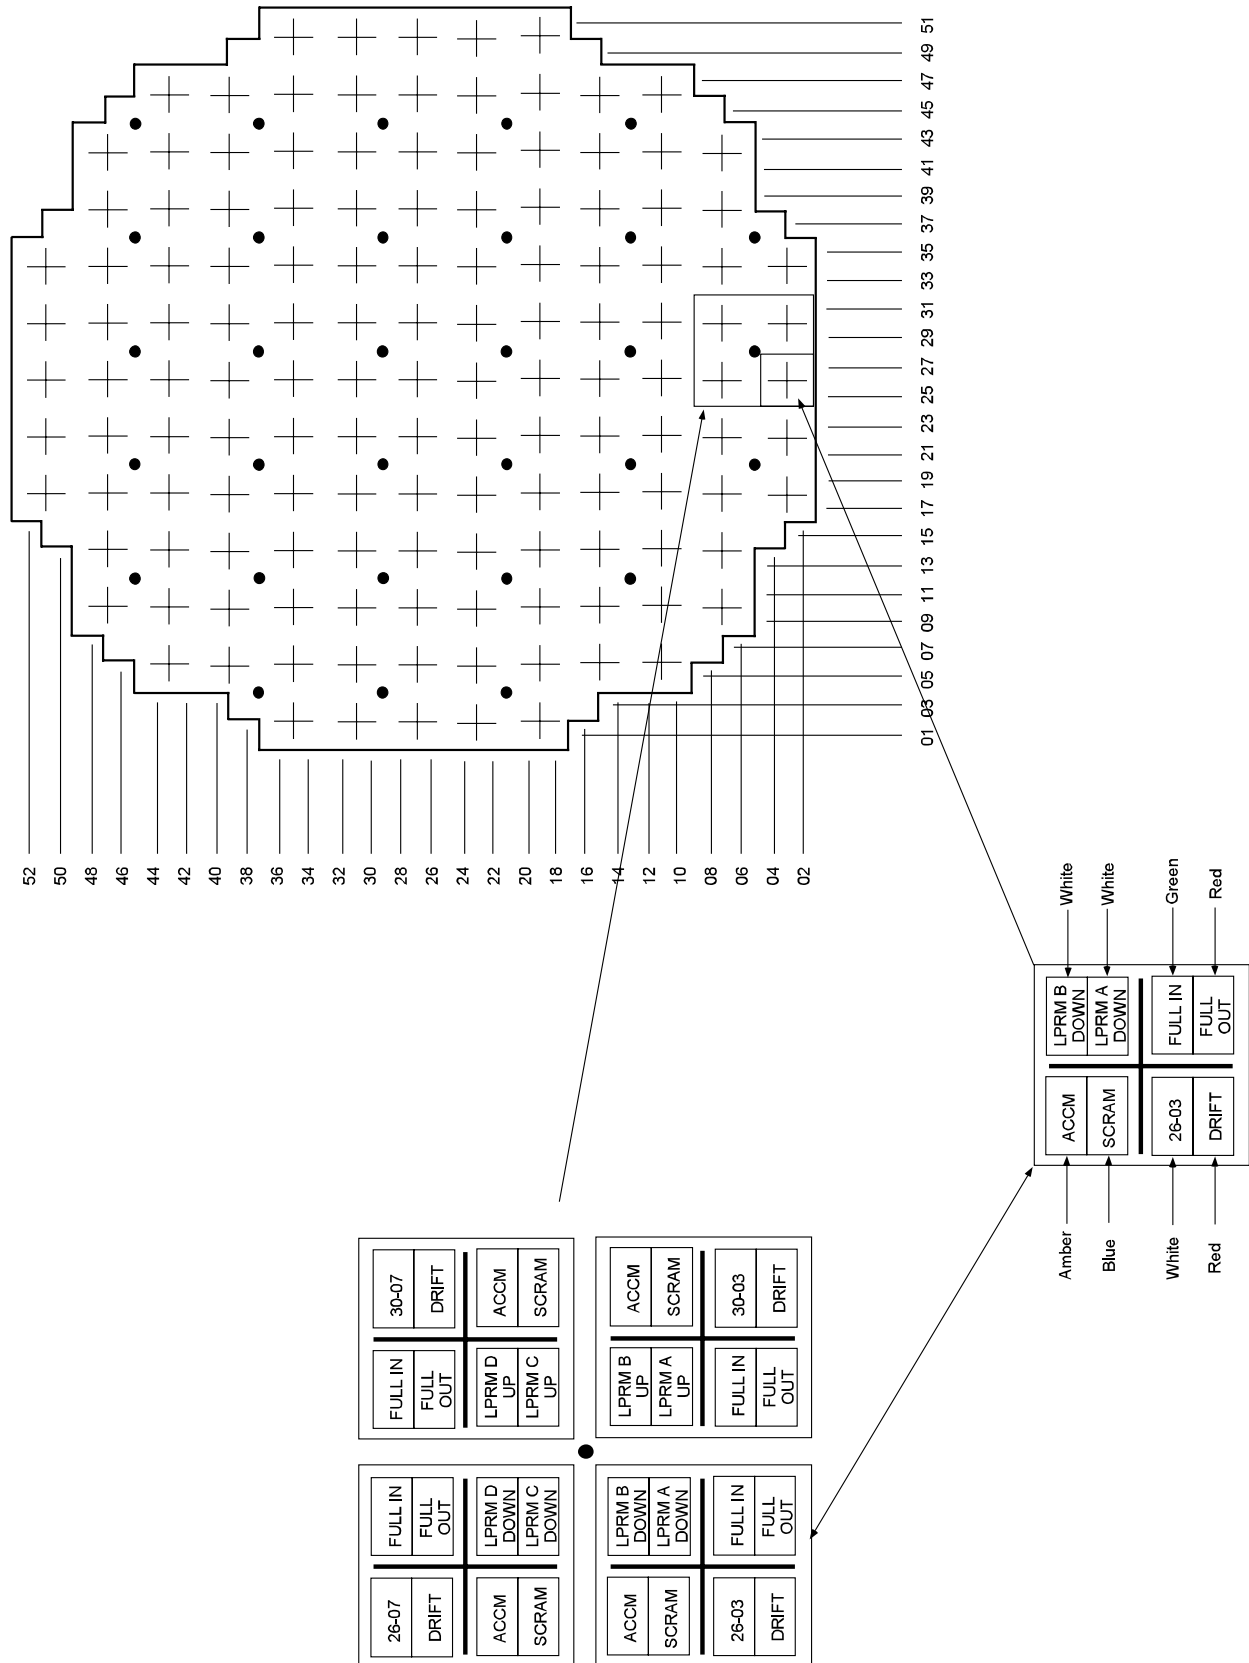 52
50
48
46
44
42
40
38
36
34
32
30
28
26
24
22
20
18
16
14
12
10
08
06
04
02
01 03 05 07 09 11 13 15 17 19 21 23 25 27 29 31 33 35 37 39 41 43 45 47 49 51
26-07
DRIFT
FULL IN
FULL
OUT
ACCM
SCRAM
LPRM D
DOWN
LPRM C
DOWN
FULL IN
FULL
OUT
30-07
DRIFT
LPRM D
UP
LPRM C
UP
ACCM
SCRAM
ACCM
SCRAM
LPRM B
DOWN
LPRM A
DOWN
26-03
DRIFT
FULL IN
FULL
OUT
LPRM B
UP
LPRM A
UP
ACCM
SCRAM
FULL IN
FULL
OUT
30-03
DRIFT
Amber
Blue
White
Red
ACCM
SCRAM
LPRM B
DOWN
LPRM A
DOWN
26-03
DRIFT
FULL IN
FULL
OUT
White
White
Green
Red